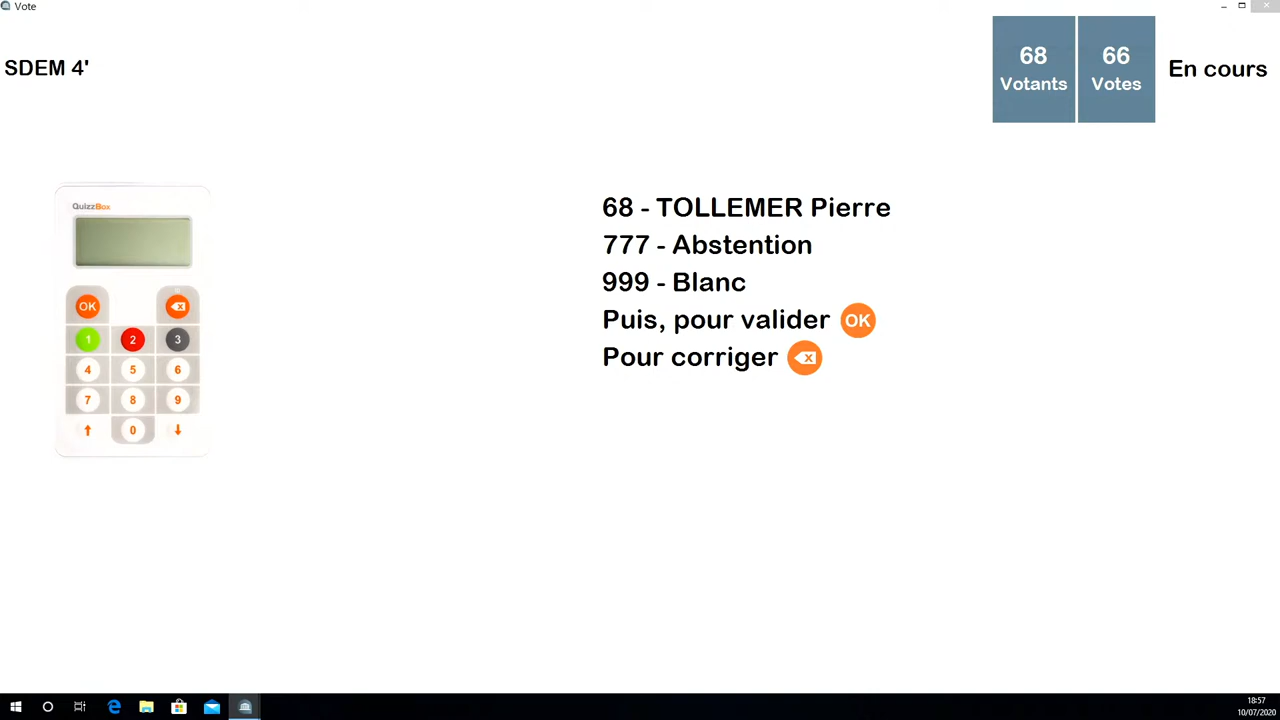 Vote
SDEM 4'
68
Votants
66
Votes
En cours
QuizzBox
OK
1 2 3
4 5 6
7 8 9
0
68 - TOLLEMER Pierre
777 - Abstention
999 - Blanc
Puis, pour valider OK
Pour corriger
18:57
10/07/2020